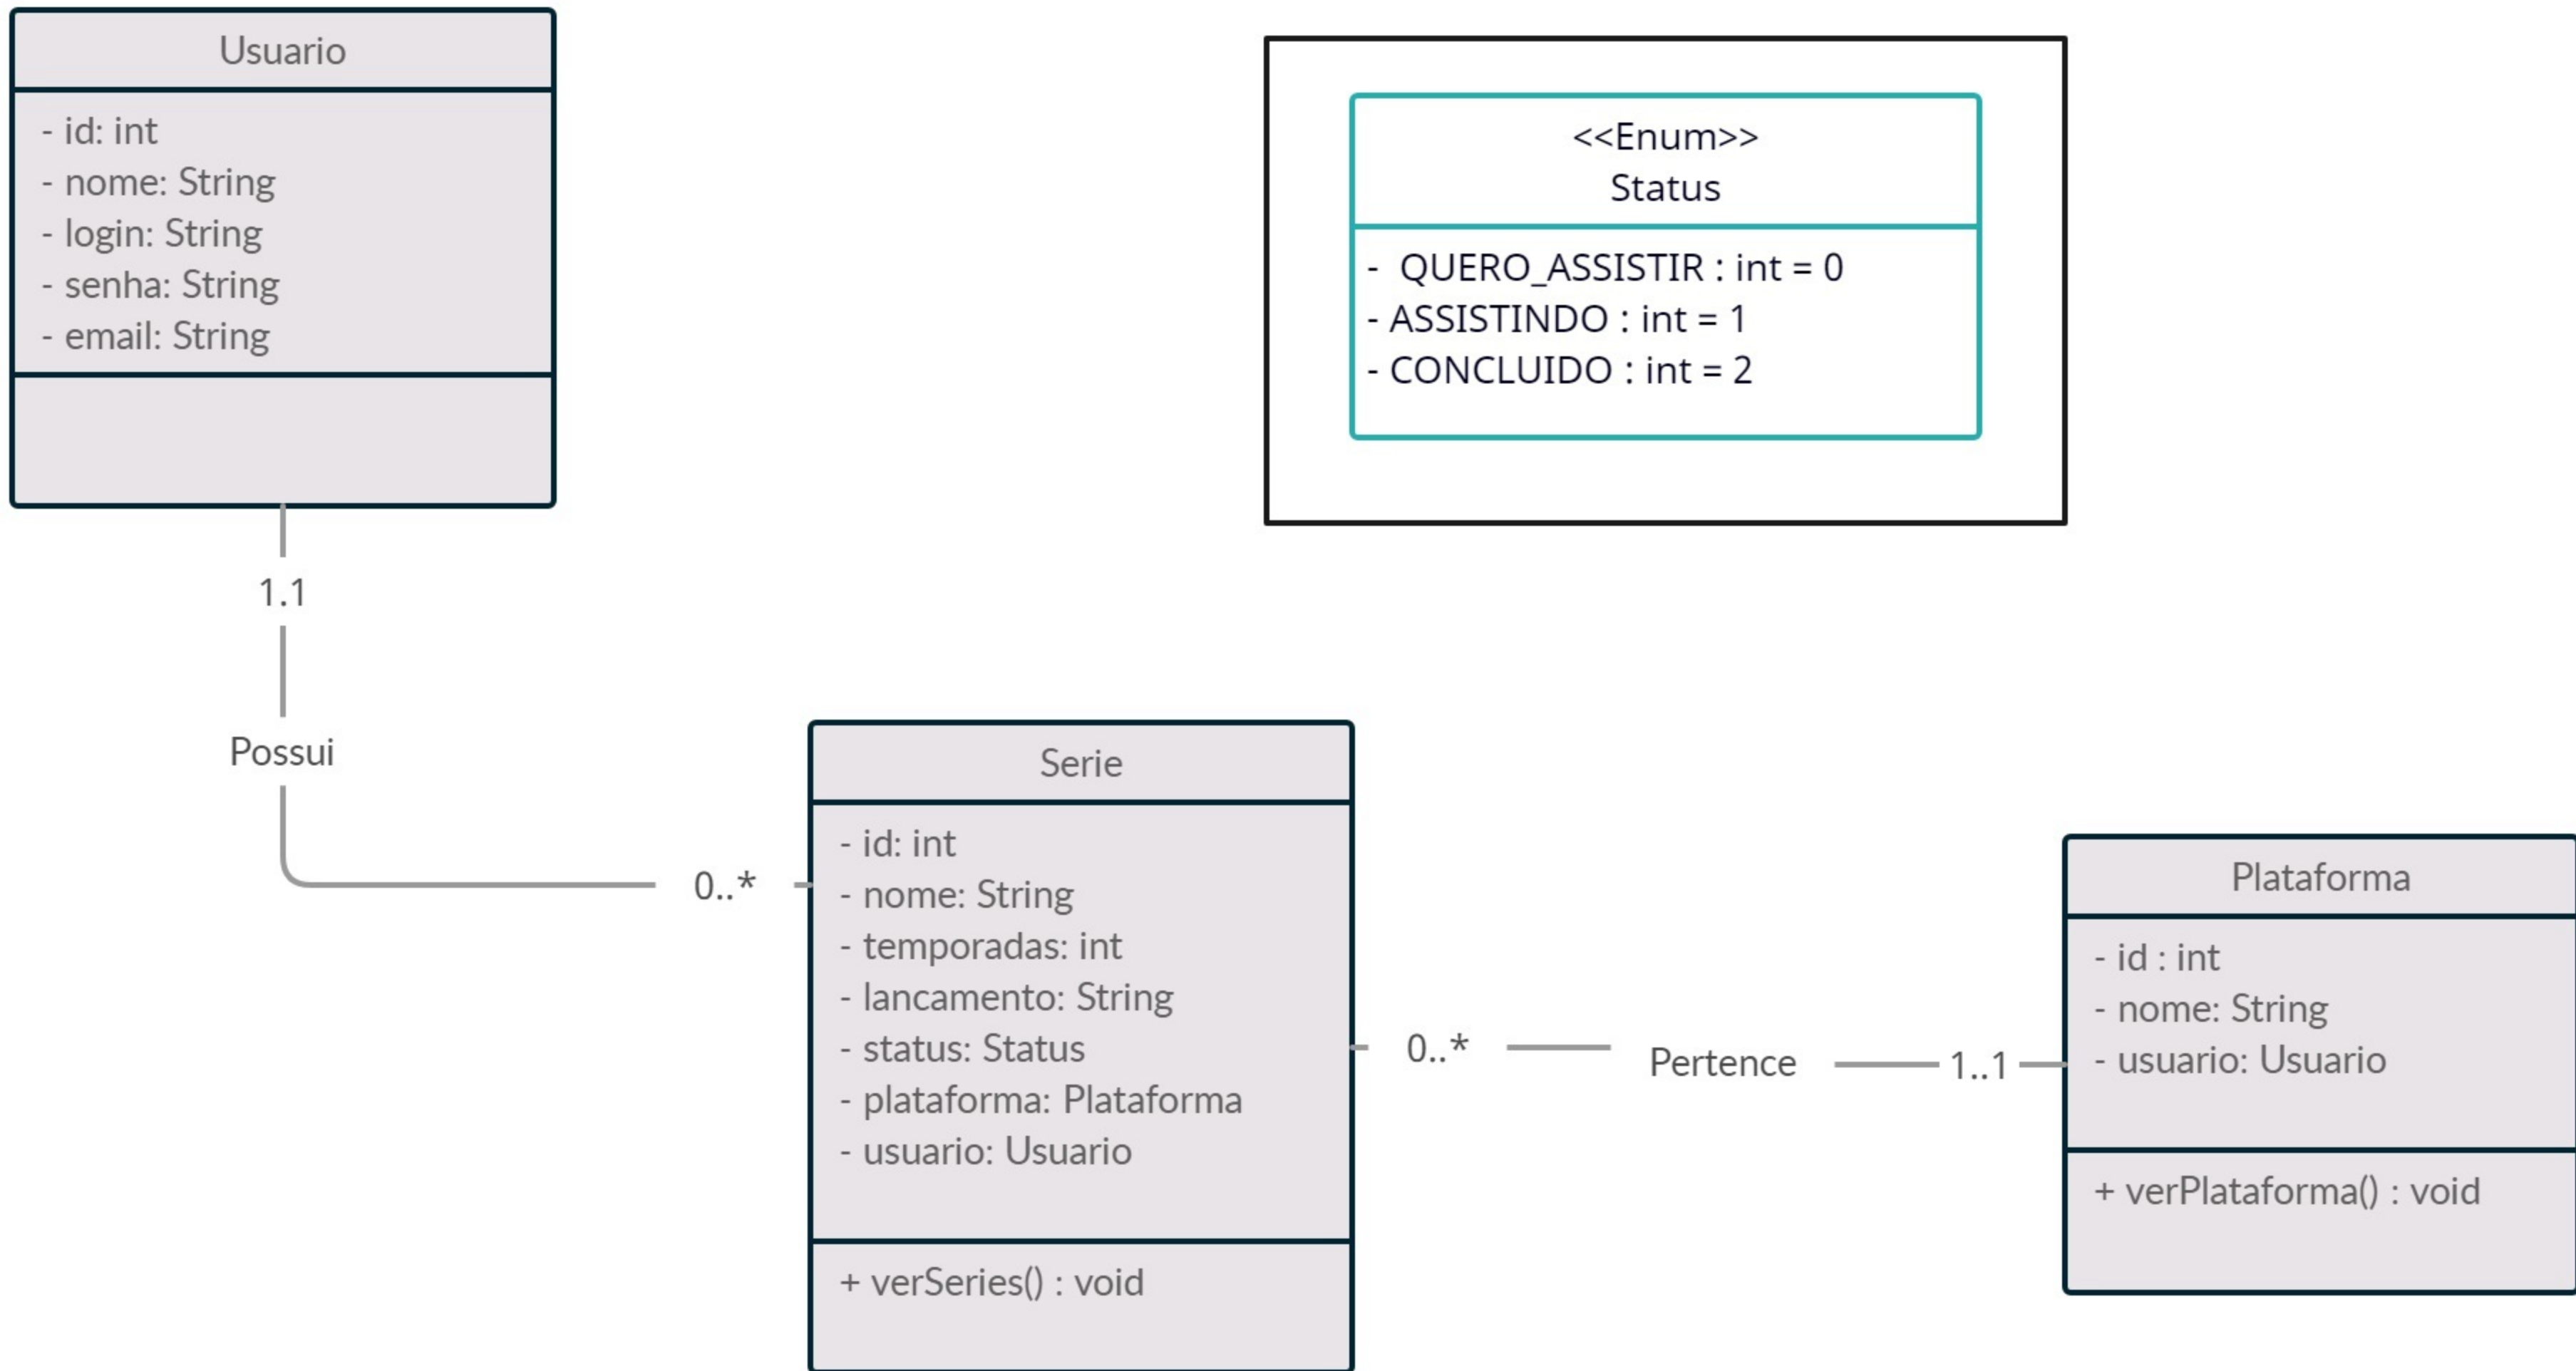 Usuario
- id: int
- nome: String
- login: String
- senha: String
- email: String
<<Enum>>
Status
- QUERO_ASSISTIR : int = 0
- ASSISTINDO : int = 1
- CONCLUIDO : int = 2
1.1
Possui
0..*
Serie
- id: int
- nome: String
- temporadas: int
- lancamento: String
- status: Status
- plataforma: Plataforma
- usuario: Usuario
+ verSeries() : void
0..*
Pertence
1..1
Plataforma
- id : int
- nome: String
- usuario: Usuario
+ verPlataforma() : void